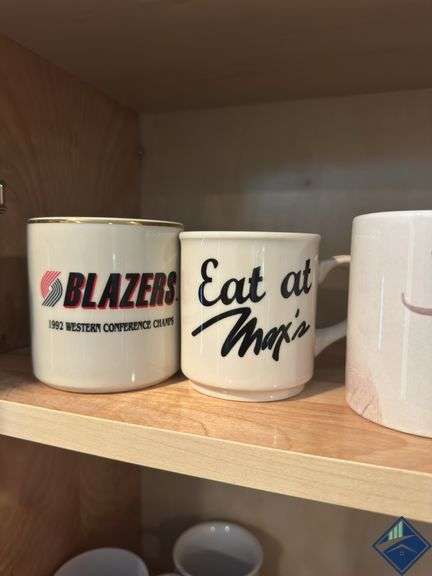 BLAZERS
1992 WESTERN CONFERENCE CHAMPS
Eat at
Max's